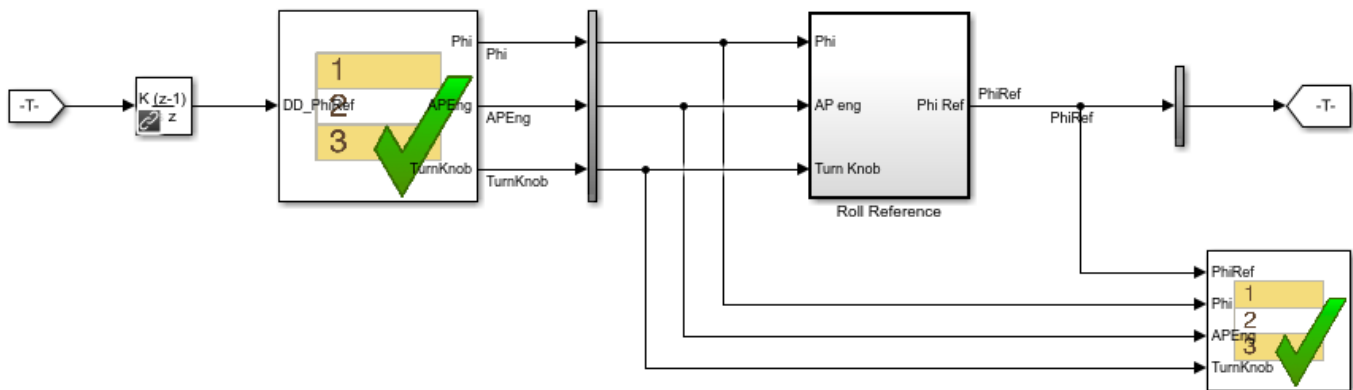 -T-
K (z-1)
z
DD_PhiRef
1
2
3
Phi
APEng
TurnKnob
Phi
APEng
TurnKnob
Phi
AP eng
Turn Knob
Phi Ref
Roll Reference
PhiRef
PhiRef
-T-
PhiRef
Phi
APEng
TurnKnob
1
2
3